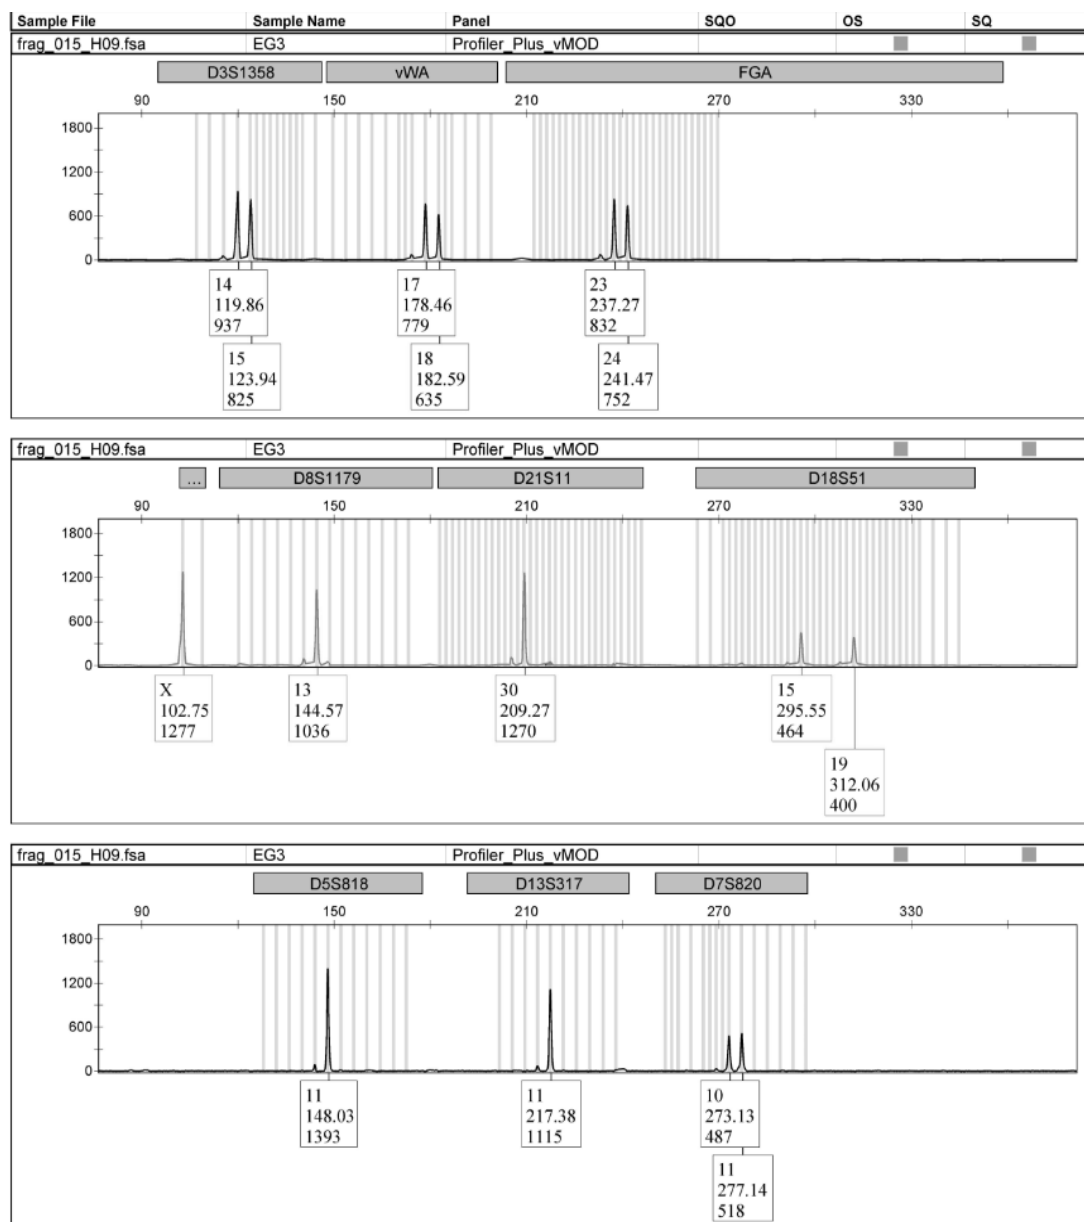 Sample File Sample Name Panel SQO OS SQ
frag_015_H09.fsa EG3 Profiler_Plus_vMOD
D3S1358 vWA FGA
90 150 210 270 330
1800
1200
600
0
14 17 23
119.86 178.46 237.27
937 779 832
15 18 24
123.94 182.59 241.47
825 635 752
frag_015_H09.fsa EG3 Profiler_Plus_vMOD
... D8S1179 D21S11 D18S51
90 150 210 270 330
1800
1200
600
0
X 13 30 15
102.75 144.57 209.27 295.55
1277 1036 1270 464
19
312.06
400
frag_015_H09.fsa EG3 Profiler_Plus_vMOD
D5S818 D13S317 D7S820
90 150 210 270 330
1800
1200
600
0
11 11 10
148.03 217.38 273.13
1393 1115 487
11
277.14
518